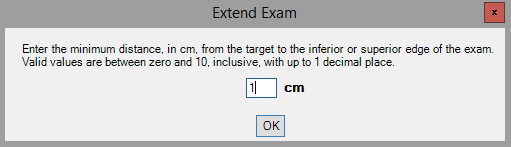 Extend Exam
x
Enter the minimum distance, in cm, from the target to the inferior or superior edge of the exam.
Valid values are between zero and 10, inclusive, with up to 1 decimal place.
1 cm
OK